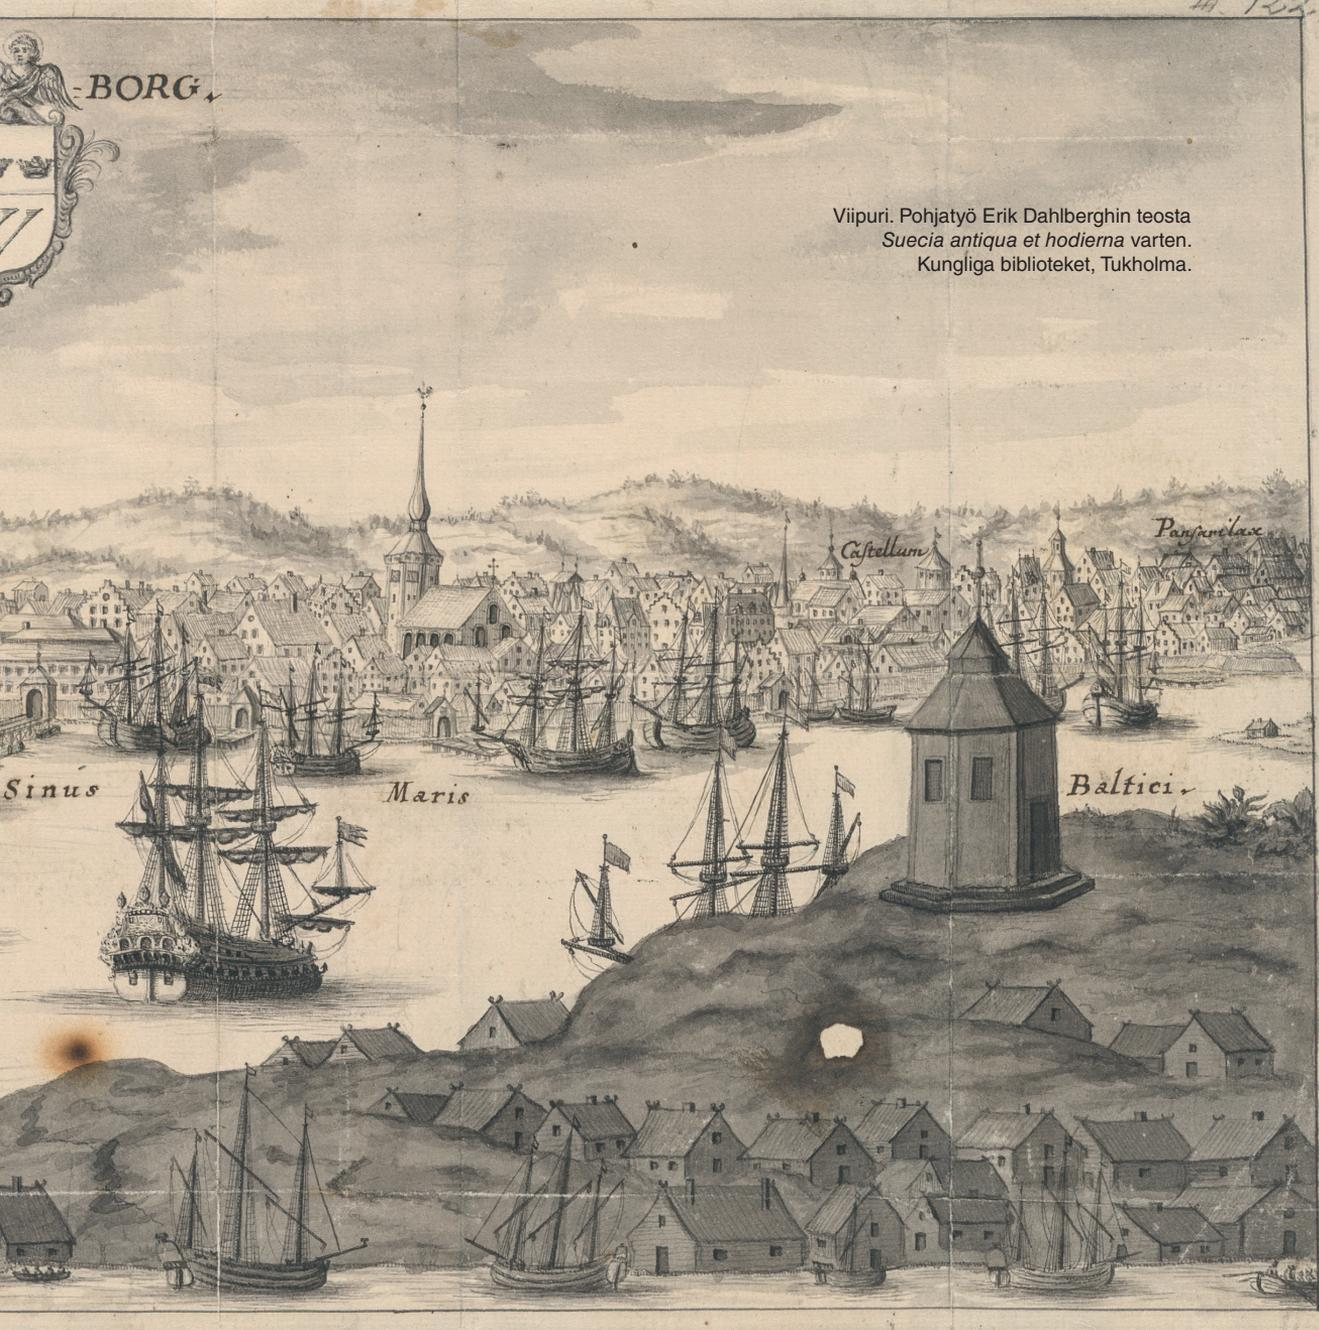 -BORG.
Viipuri. Pohjatyö Erik Dahlberghin teosta
Suecia antiqua et hodierna varten.
Kungliga biblioteket, Tukholma.
Castellum
Sinus
Maris
Baltici.